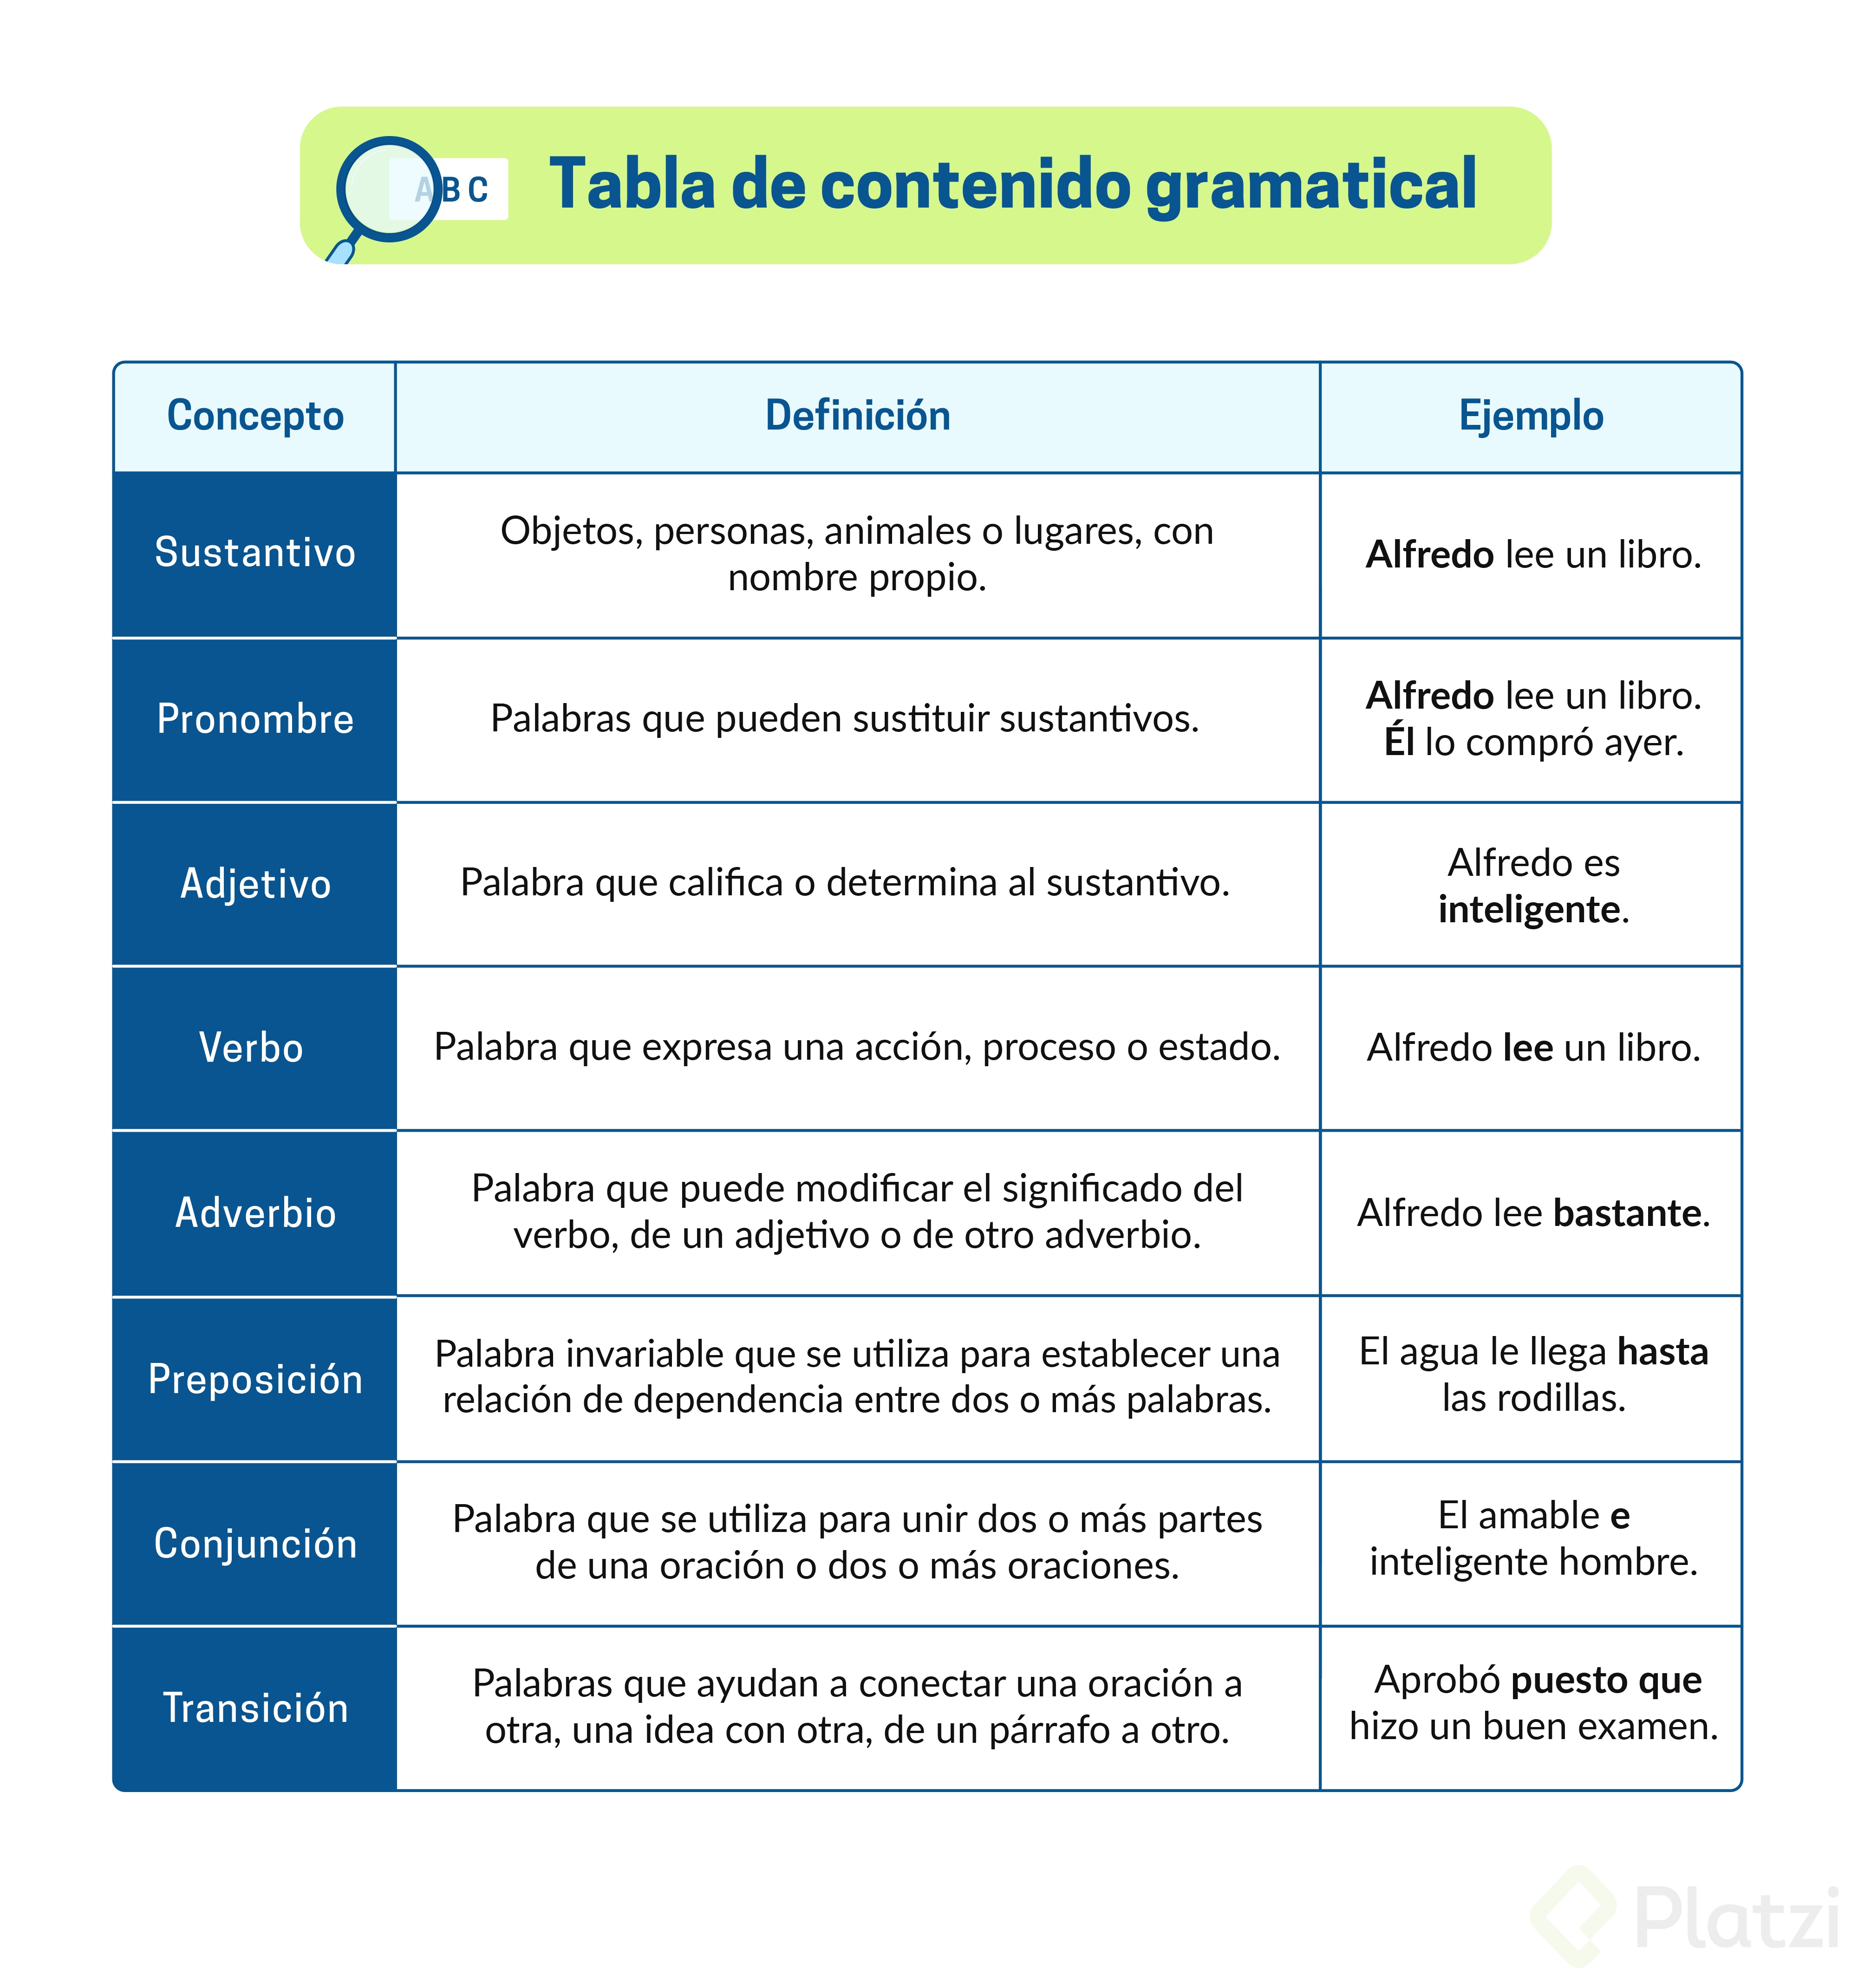 ABC
Tabla de contenido gramatical
Concepto
Definición
Ejemplo
Sustantivo
Objetos, personas, animales o lugares, con
nombre propio.
Alfredo lee un libro.
Pronombre
Palabras que pueden sustituir sustantivos.
Alfredo lee un libro.
Él lo compró ayer.
Adjetivo
Palabra que califica o determina al sustantivo.
Alfredo es
inteligente.
Verbo
Palabra que expresa una acción, proceso o estado.
Alfredo lee un libro.
Adverbio
Palabra que puede modificar el significado del
verbo, de un adjetivo o de otro adverbio.
Alfredo lee bastante.
Preposición
Palabra invariable que se utiliza para establecer una
relación de dependencia entre dos o más palabras.
El agua le llega hasta
las rodillas.
Conjunción
Palabra que se utiliza para unir dos o más partes
de una oración o dos o más oraciones.
El amable e
inteligente hombre.
Transición
Palabras que ayudan a conectar una oración a
otra, una idea con otra, de un párrafo a otro.
Aprobó puesto que
hizo un buen examen.
Platzi